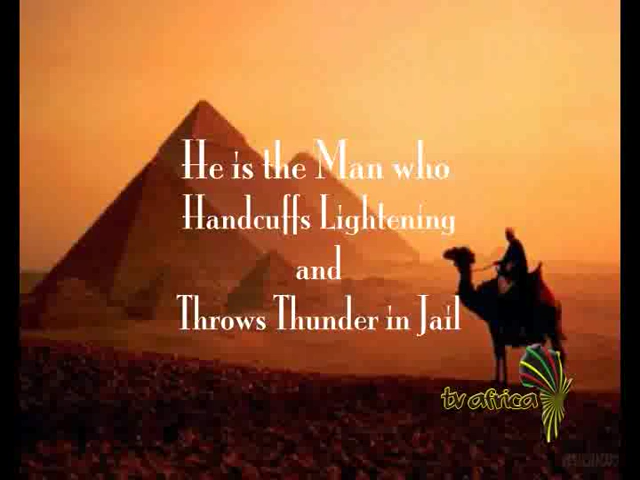 He is the Man who
Handcuffs Lightening
and
Throws Thunder in Jail
tv africa